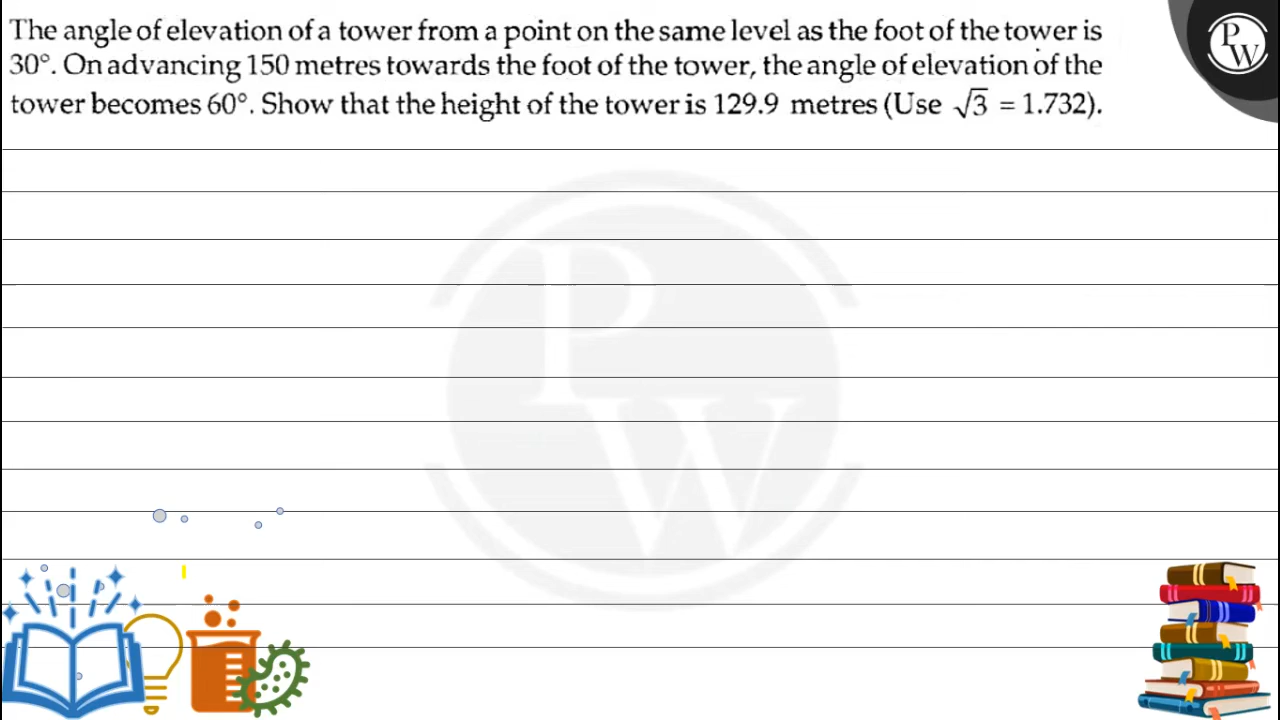 The angle of elevation of a tower from a point on the same level as the foot of the tower is
30°. On advancing 150 metres towards the foot of the tower, the angle of elevation of the
tower becomes 60°. Show that the height of the tower is 129.9 metres (Use √3 = 1.732).
PW
PW